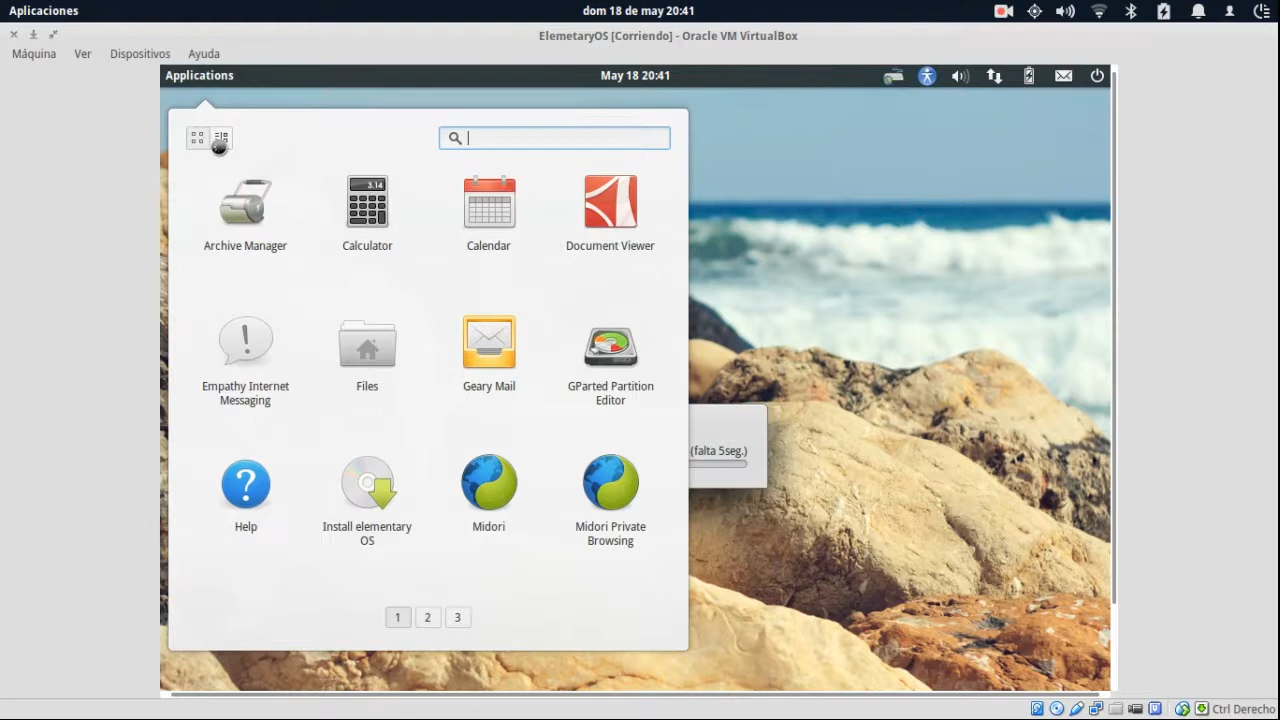 Aplicaciones
dom 18 de may 20:41
ElemetaryOS [Corriendo] - Oracle VM VirtualBox
Máquina Ver Dispositivos Ayuda
Applications
May 18 20:41
3.14
Archive Manager
Calculator
Calendar
Document Viewer
Empathy Internet
Messaging
Files
Geary Mail
GParted Partition
Editor
(falta 5seg.)
?
Help
Install elementary
OS
Midori
Midori Private
Browsing
1 2 3
Ctrl Derecho